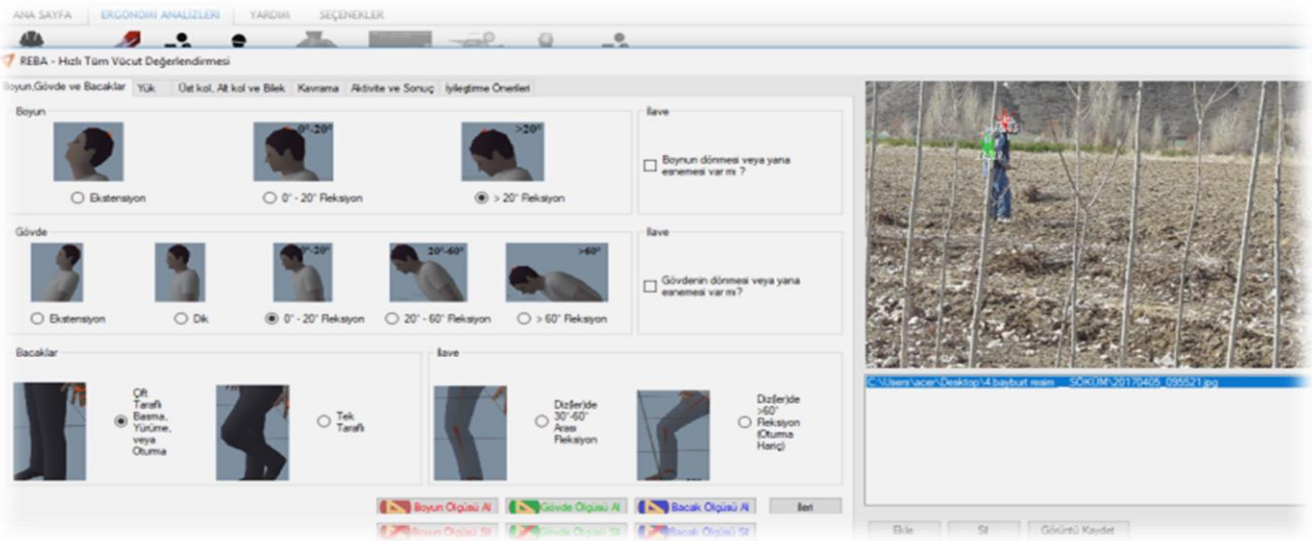 ANA SAYFA ERGONOMİ ANALİZLERİ YARDIM SEÇENEKLER
REBA - Hızlı Tüm Vücut Değerlendirmesi
Boyun,Gövde ve Bacaklar Yük Üst kol, Alt kol ve Bilek Kavrama Aktivite ve Sonuç İyileştirme Önerileri
Boyun
İlave
0°-20°
>20°
Boynun dönmesi veya yana
esnemesi var mı ?
Ekstensiyon
0° - 20° Fleksiyon
> 20° Fleksiyon
Gövde
İlave
0°-20°
20°-60°
>60°
Gövdenin dönmesi veya yana
esnemesi var mı?
Ekstensiyon
Dik
0° - 20° Fleksiyon
20° - 60° Fleksiyon
> 60° Fleksiyon
Bacaklar
İlave
Çift
Taraflı
Basma,
Yürüme,
veya
Oturma
Tek
Taraflı
Diz(ler)de
30°-60°
Arası
Fleksiyon
Diz(ler)de
>60°
Fleksiyon
(Oturma
Hariç)
C:\Users\acer\Desktop\4.bayburt resim __SÖKÜM\20170405_095521.jpg
Boyun Ölçüsü Al Gövde Ölçüsü Al Bacak Ölçüsü Al İleri
Boyun Ölçüsü Sil Gövde Ölçüsü Sil Bacak Ölçüsü Sil
Ekle Sil Görüntü Kaydet